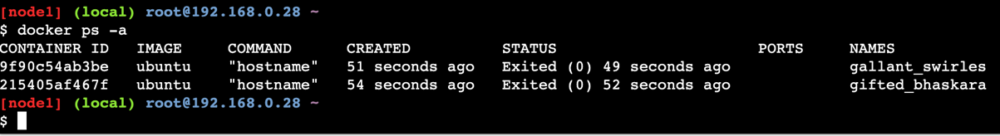 [node1] (local) root@192.168.0.28 ~
$ docker ps -a
CONTAINER ID   IMAGE    COMMAND      CREATED          STATUS                      PORTS    NAMES
9f90c54ab3be   ubuntu   "hostname"   51 seconds ago   Exited (0) 49 seconds ago            gallant_swirles
215405af467f   ubuntu   "hostname"   54 seconds ago   Exited (0) 52 seconds ago            gifted_bhaskara
[node1] (local) root@192.168.0.28 ~
$